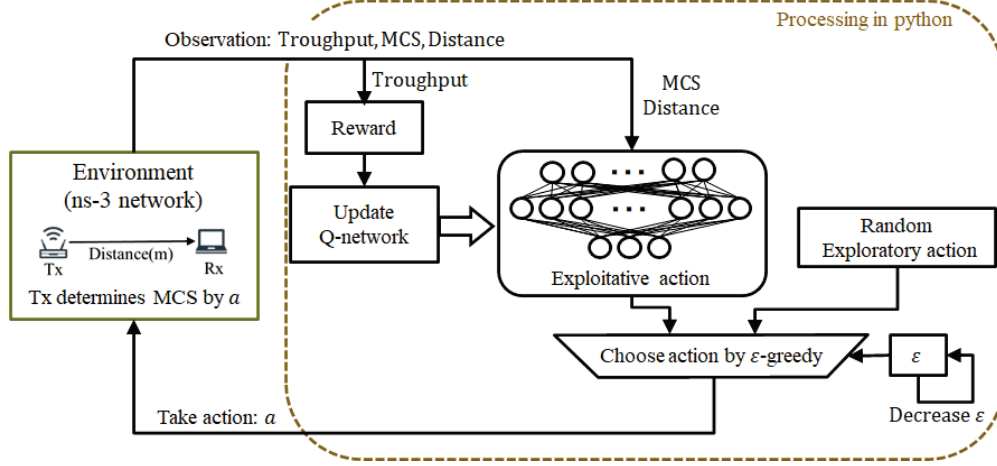 Processing in python
Observation: Troughput, MCS, Distance
Troughput
MCS
Distance
Reward
Environment
(ns-3 network)
Distance(m)
Tx
Rx
Tx determines MCS by a
Update
Q-network
Exploitative action
Random
Exploratory action
Choose action by ε-greedy
ε
Decrease ε
Take action: a